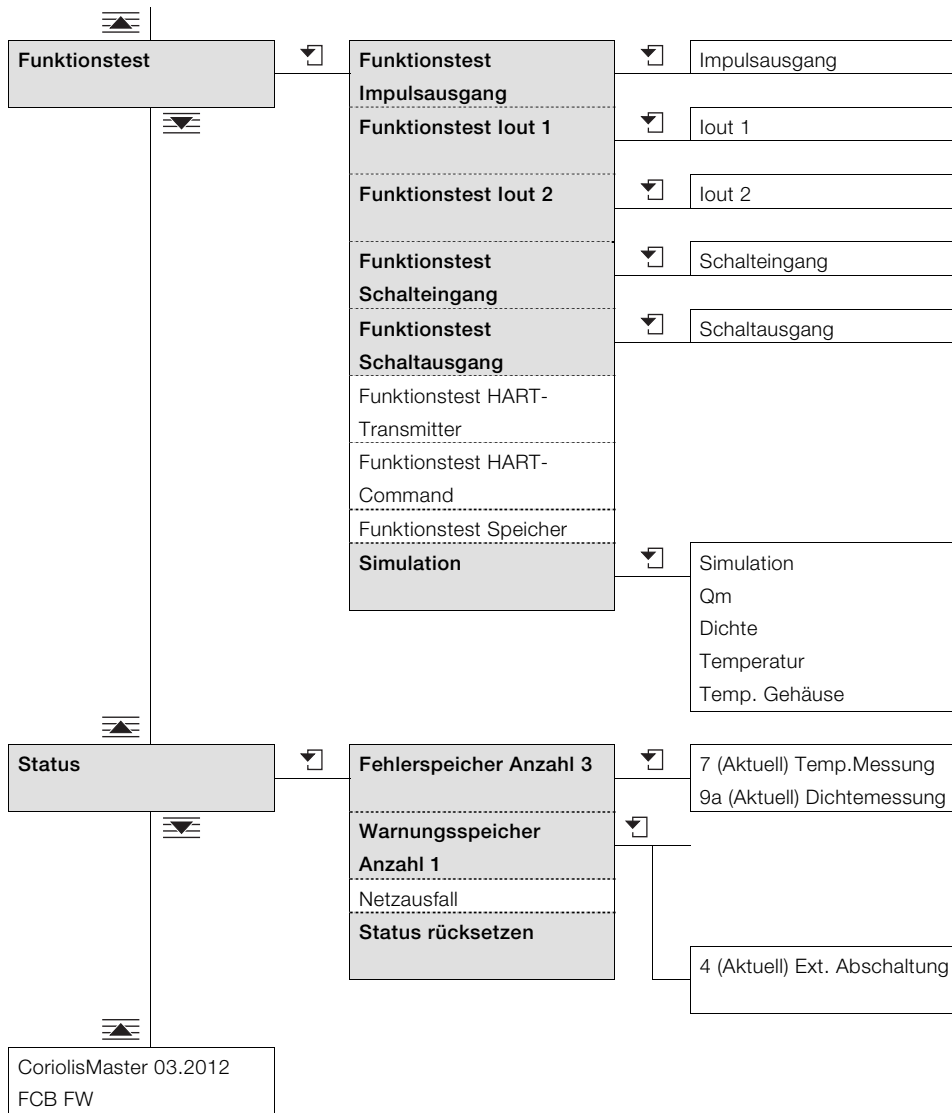 Funktionstest
Funktionstest
Impulsausgang
Impulsausgang
Funktionstest Iout 1
Iout 1
Funktionstest Iout 2
Iout 2
Funktionstest
Schalteingang
Schalteingang
Funktionstest
Schaltausgang
Schaltausgang
Funktionstest HART-
Transmitter
Funktionstest HART-
Command
Funktionstest Speicher
Simulation
Simulation
Qm
Dichte
Temperatur
Temp. Gehäuse
Status
Fehlerspeicher Anzahl 3
7 (Aktuell) Temp.Messung
9a (Aktuell) Dichtemessung
Warnungsspeicher
Anzahl 1
Netzausfall
Status rücksetzen
4 (Aktuell) Ext. Abschaltung
CoriolisMaster 03.2012
FCB FW